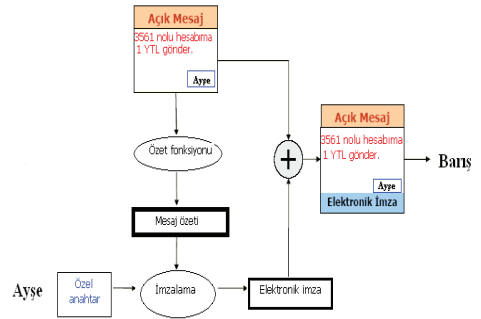 Açık Mesaj
3561 nolu hesabıma
1 YTL gönder.
Ayşe
Özet fonksiyonu
Mesaj özeti
Ayşe
Özel
anahtar
İmzalama
Elektronik imza
+
Açık Mesaj
3561 nolu hesabıma
1 YTL gönder.
Ayşe
Elektronik İmza
Barış